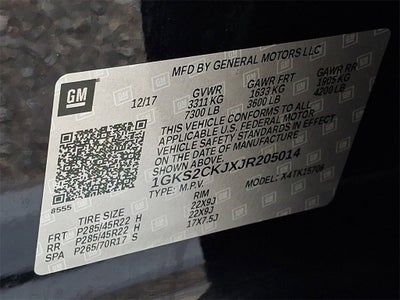 GM
MFD BY GENERAL MOTORS LLC
12/17 GVWR GAWR FRT GAWR RR
3311 KG 1633 KG 1905 KG
7300 LB 3600 LB 4200 LB
THIS VEHICLE CONFORMS TO ALL
APPLICABLE U.S. FEDERAL MOTOR
VEHICLE SAFETY STANDARDS IN EFFECT
ON THE DATE OF MANUFACTURE
SHOWN ABOVE.
1GKS2CKJXJR205014
TYPE: M.P.V. MODEL: X4TK15706
8555
TIRE SIZE RIM
FRT P285/45R22 H 22X9J
RR P285/45R22 H 22X9J
SPA P265/70R17 S 17X7.5J